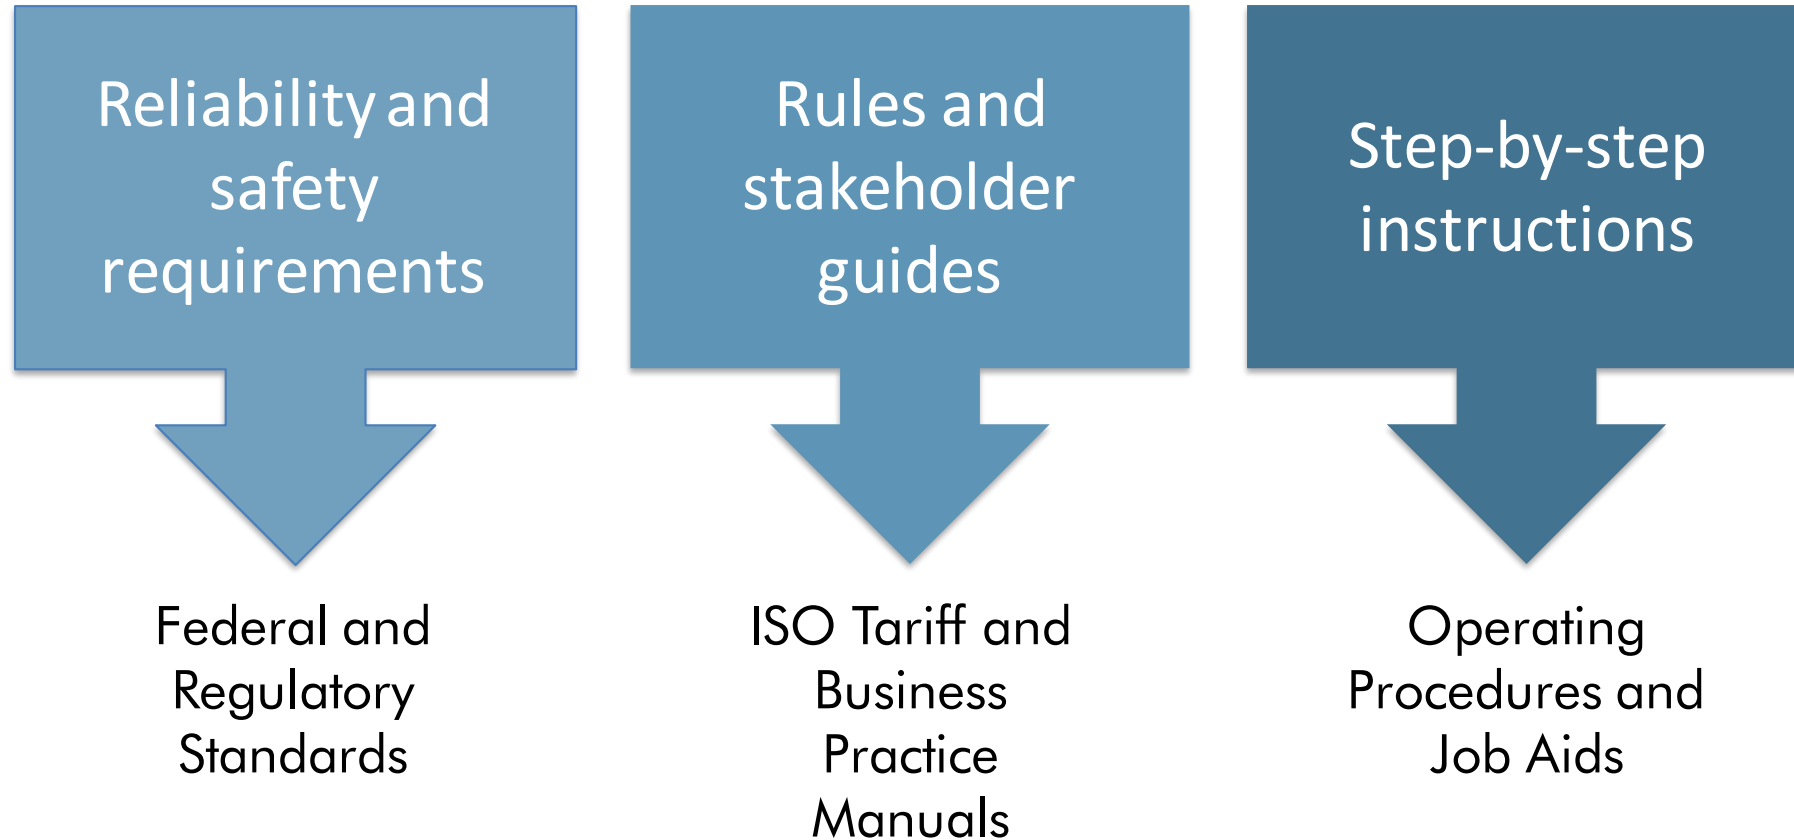 Reliability and
safety
requirements
Federal and
Regulatory
Standards
Rules and
stakeholder
guides
ISO Tariff and
Business
Practice
Manuals
Step-by-step
instructions
Operating
Procedures and
Job Aids